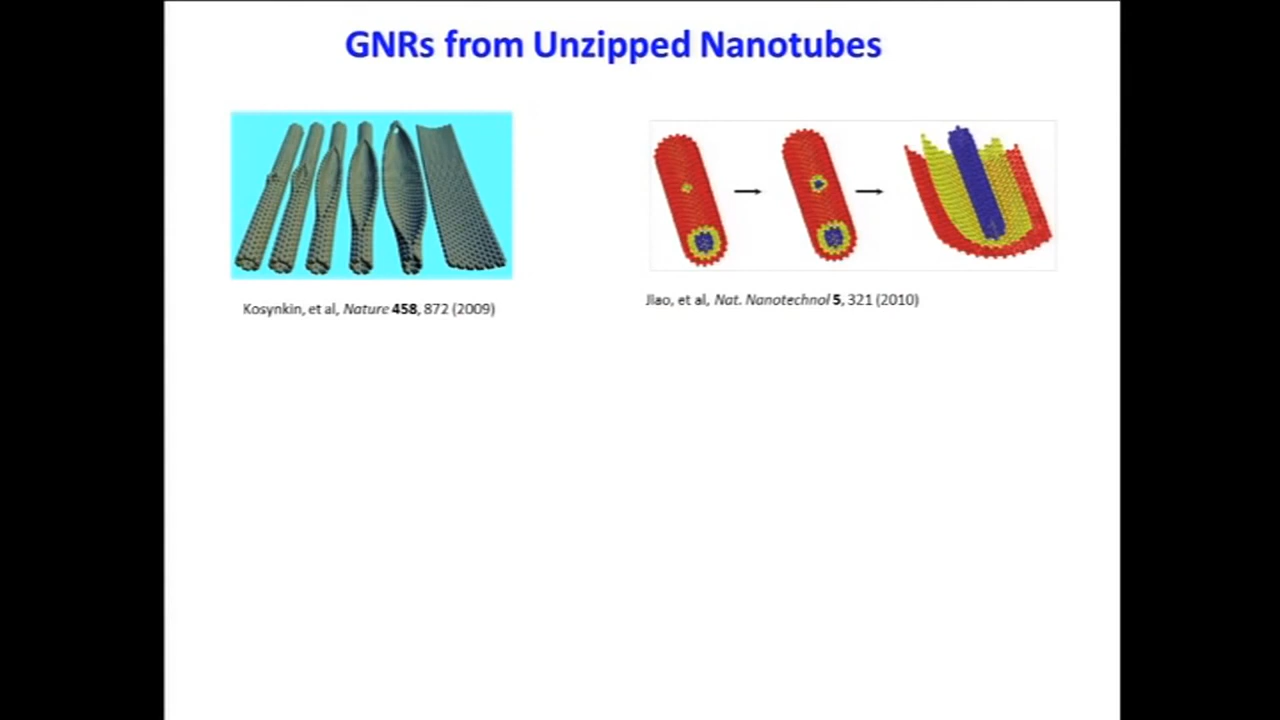 GNRs from Unzipped Nanotubes
Kosynkin, et al, Nature 458, 872 (2009)
Jiao, et al, Nat. Nanotechnol 5, 321 (2010)